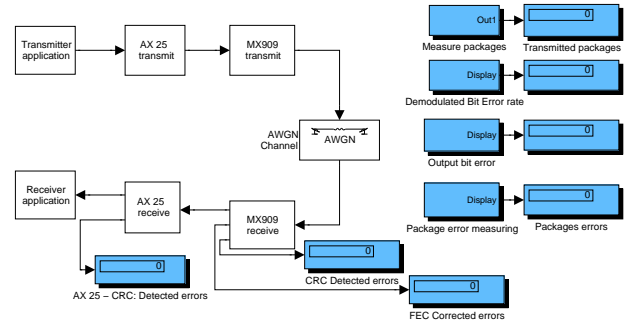 Transmitter
application
AX 25
transmit
MX909
transmit
Out1
0
Measure packages
Transmitted packages
Display
0
Demodulated Bit Error rate
AWGN
Channel
AWGN
Display
0
Output bit error
Receiver
application
AX 25
receive
MX909
receive
Display
0
Package error measuring
Packages errors
0
CRC Detected errors
0
AX 25 – CRC: Detected errors
0
FEC Corrected errors